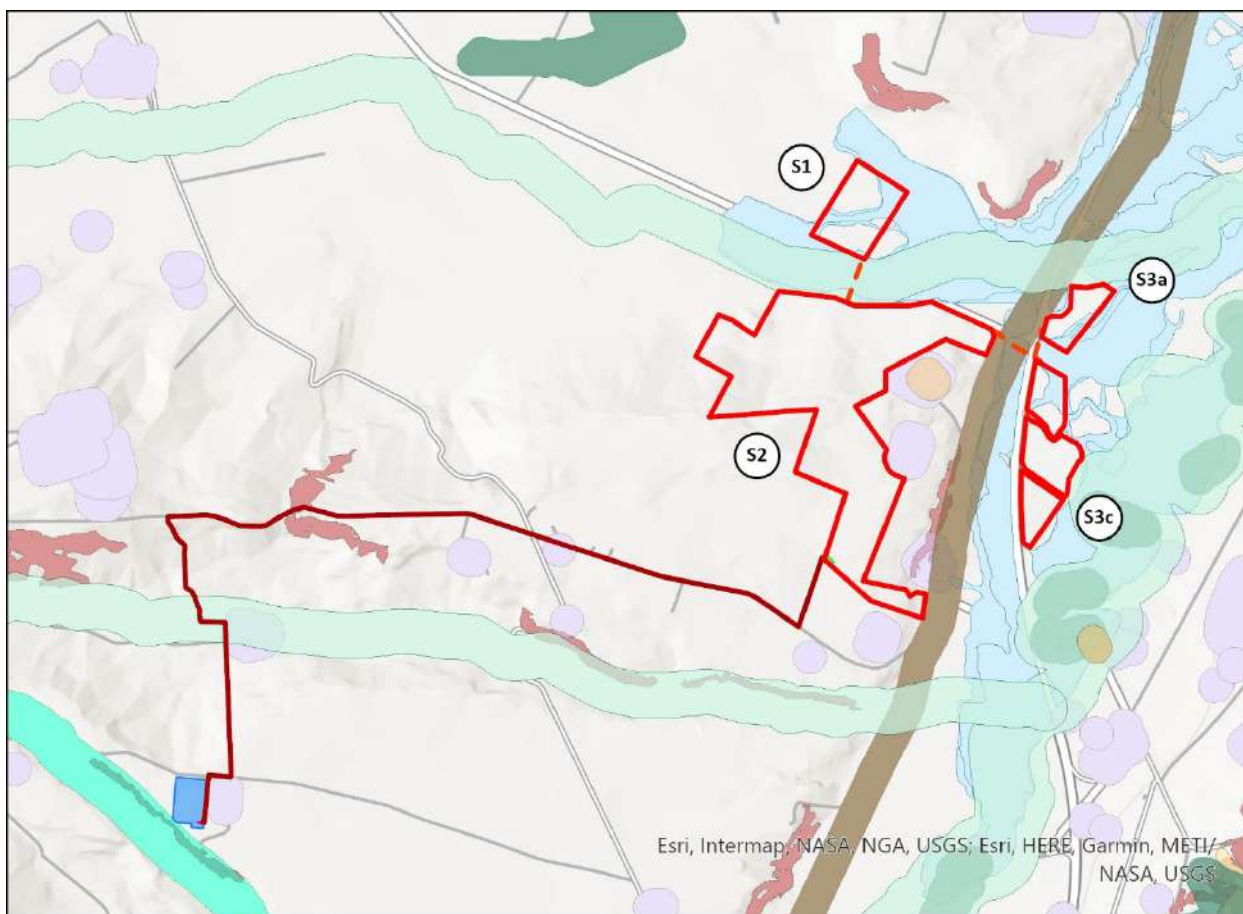 S1
S3a
S2
S3c
Esri, Intermap, NASA, NGA, USGS; Esri, HERE, Garmin, METI/
NASA, USGS